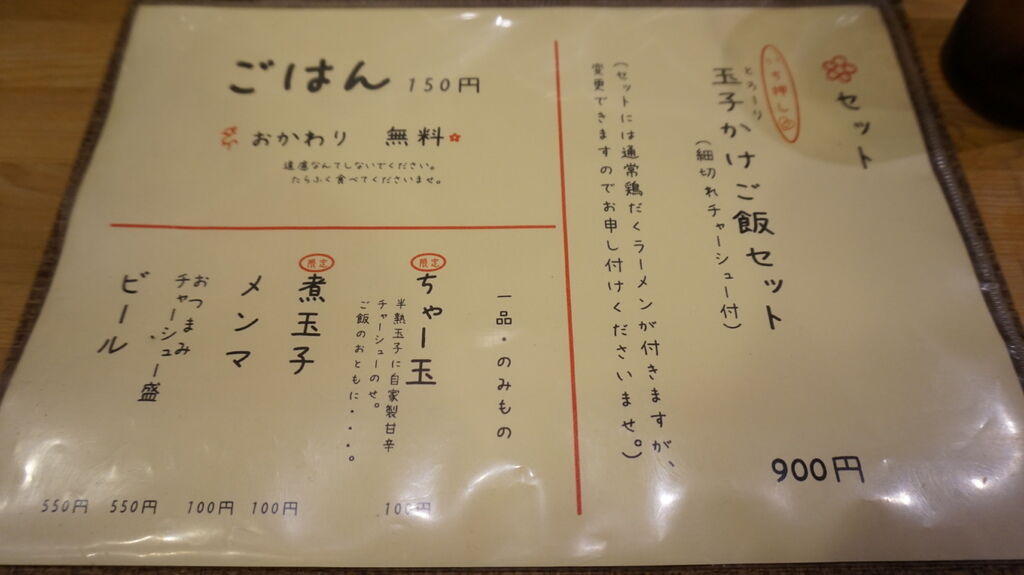 セット
いち押し
とろ〜り
玉子かけご飯セット
(細切れチャーシュー付)
900円
(セットには通常鶏だくラーメンが付きますが、
変更できますのでお申し付けくださいませ。)
ごはん 150円
おかわり 無料
遠慮なんてしないでください。
たらふく食べてくださいませ。
一品・のみもの
限定
ちゃー玉
半熟玉子に自家製甘辛
チャーシューのせ。
ご飯のおともに・・・・。
100円
限定
煮玉子
100円
メンマ
100円
おつまみ
チャーシュー盛
550円
ビール
550円